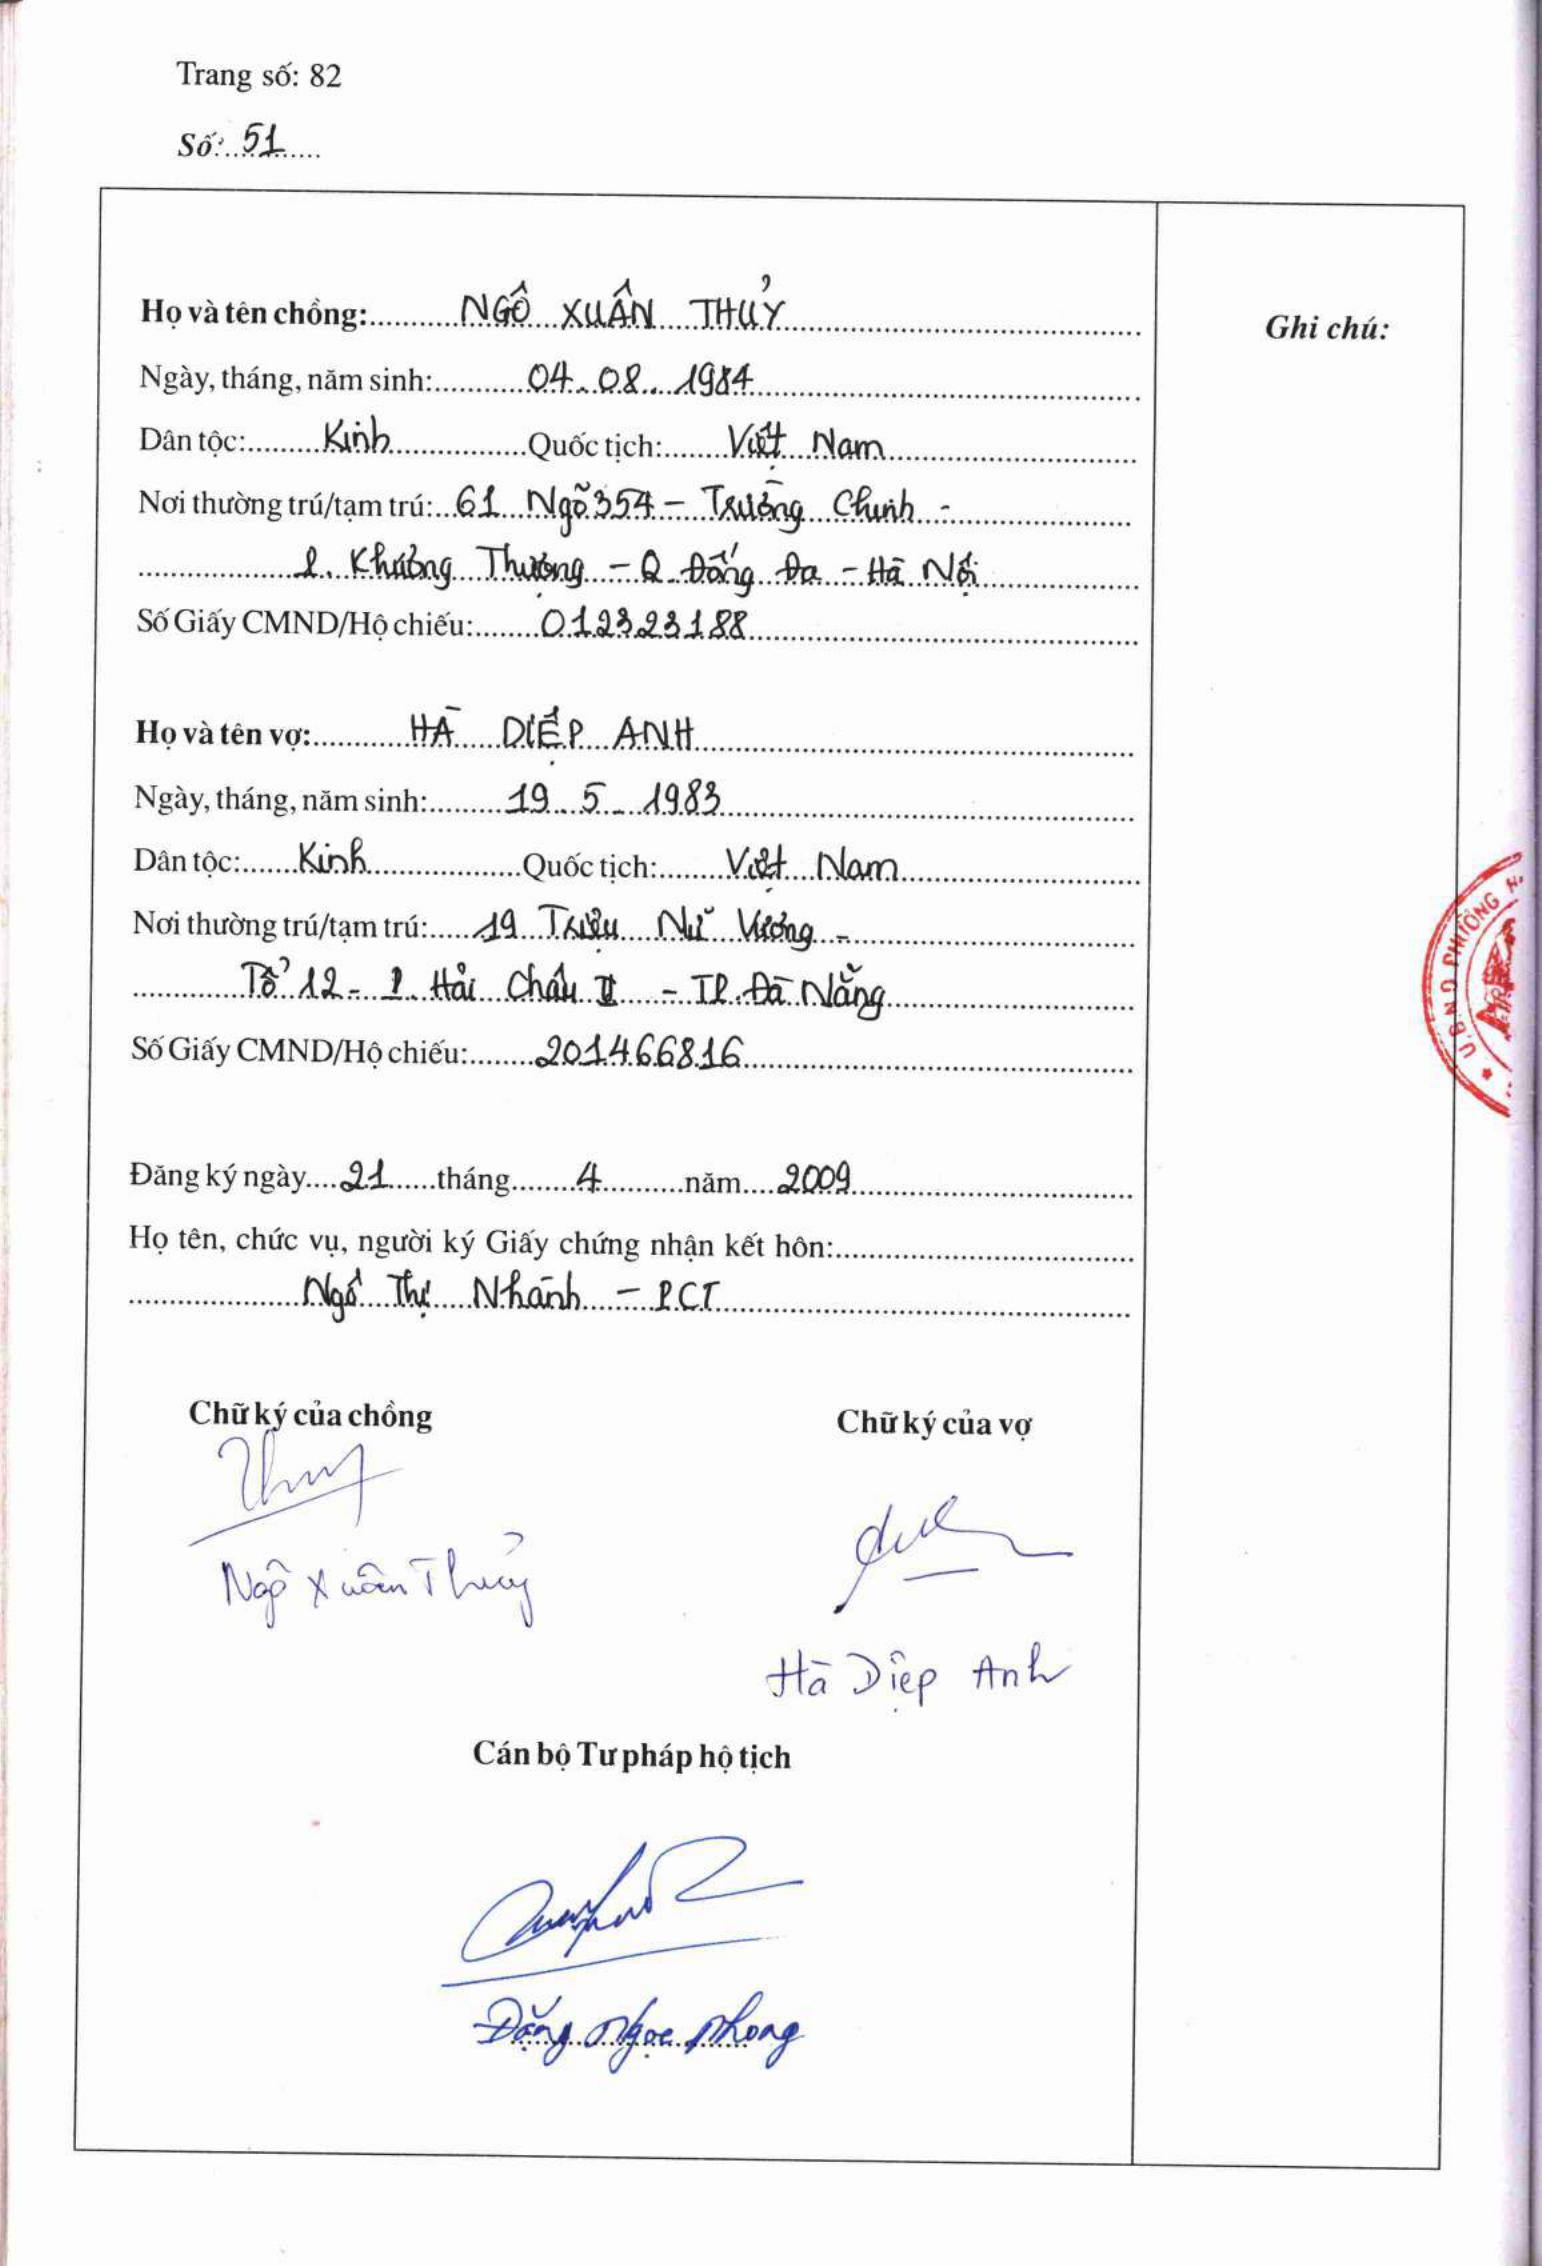 Trang số: 82
Số: 51
Họ và tên chồng: NGÔ XUÂN THỦY
Ghi chú:
Ngày, tháng, năm sinh: 04.08.1984
Dân tộc: Kinh Quốc tịch: Việt Nam
Nơi thường trú/tạm trú: 61 Ngõ 354 - Trường Chinh -
P. Khương Thượng - Q Đống Đa - Hà Nội
Số Giấy CMND/Hộ chiếu: 012323188
Họ và tên vợ: HÀ DIỆP ANH
Ngày, tháng, năm sinh: 19.5.1983
Dân tộc: Kinh Quốc tịch: Việt Nam
Nơi thường trú/tạm trú: 19 Triệu Nữ Vương -
Tổ 12 - P. Hải Châu II - TP. Đà Nẵng
Số Giấy CMND/Hộ chiếu: 201466816
U.B.N.D PHƯỜNG H
Đăng ký ngày 21 tháng 4 năm 2009
Họ tên, chức vụ, người ký Giấy chứng nhận kết hôn:
Ngô Thị Nhành - PCT
Chữ ký của chồng Chữ ký của vợ
Ngô Xuân Thủy
Hà Diệp Anh
Cán bộ Tư pháp hộ tịch
Đặng Ngọc Phong